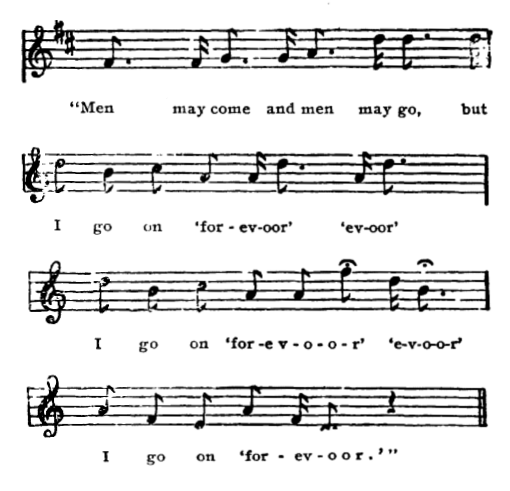 “Men may come and men may go, but
I go on ‘for - ev-oor’ ‘ev-oor’
I go on ‘for-e v - o - o - r’ ‘e-v-o-o-r’
I go on ‘for - ev - o o r . ’ ”